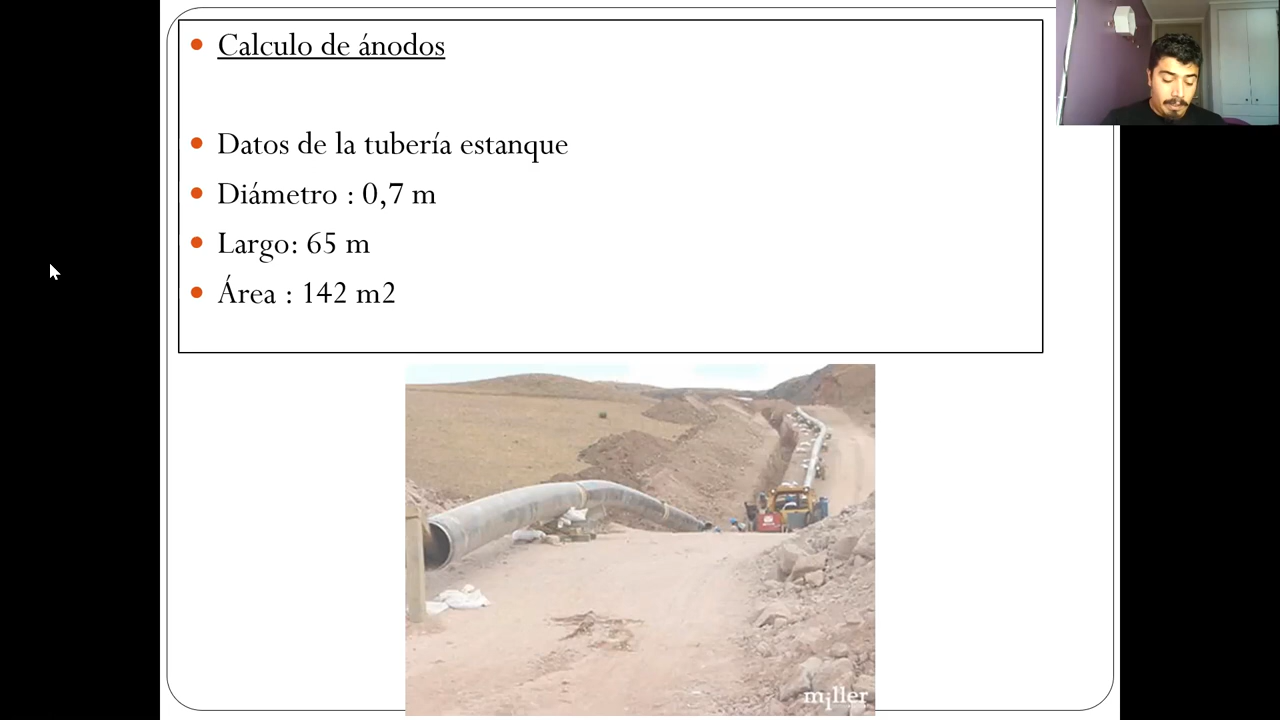 Calculo de ánodos
Datos de la tubería estanque
Diámetro : 0,7 m
Largo: 65 m
Área : 142 m2
miller